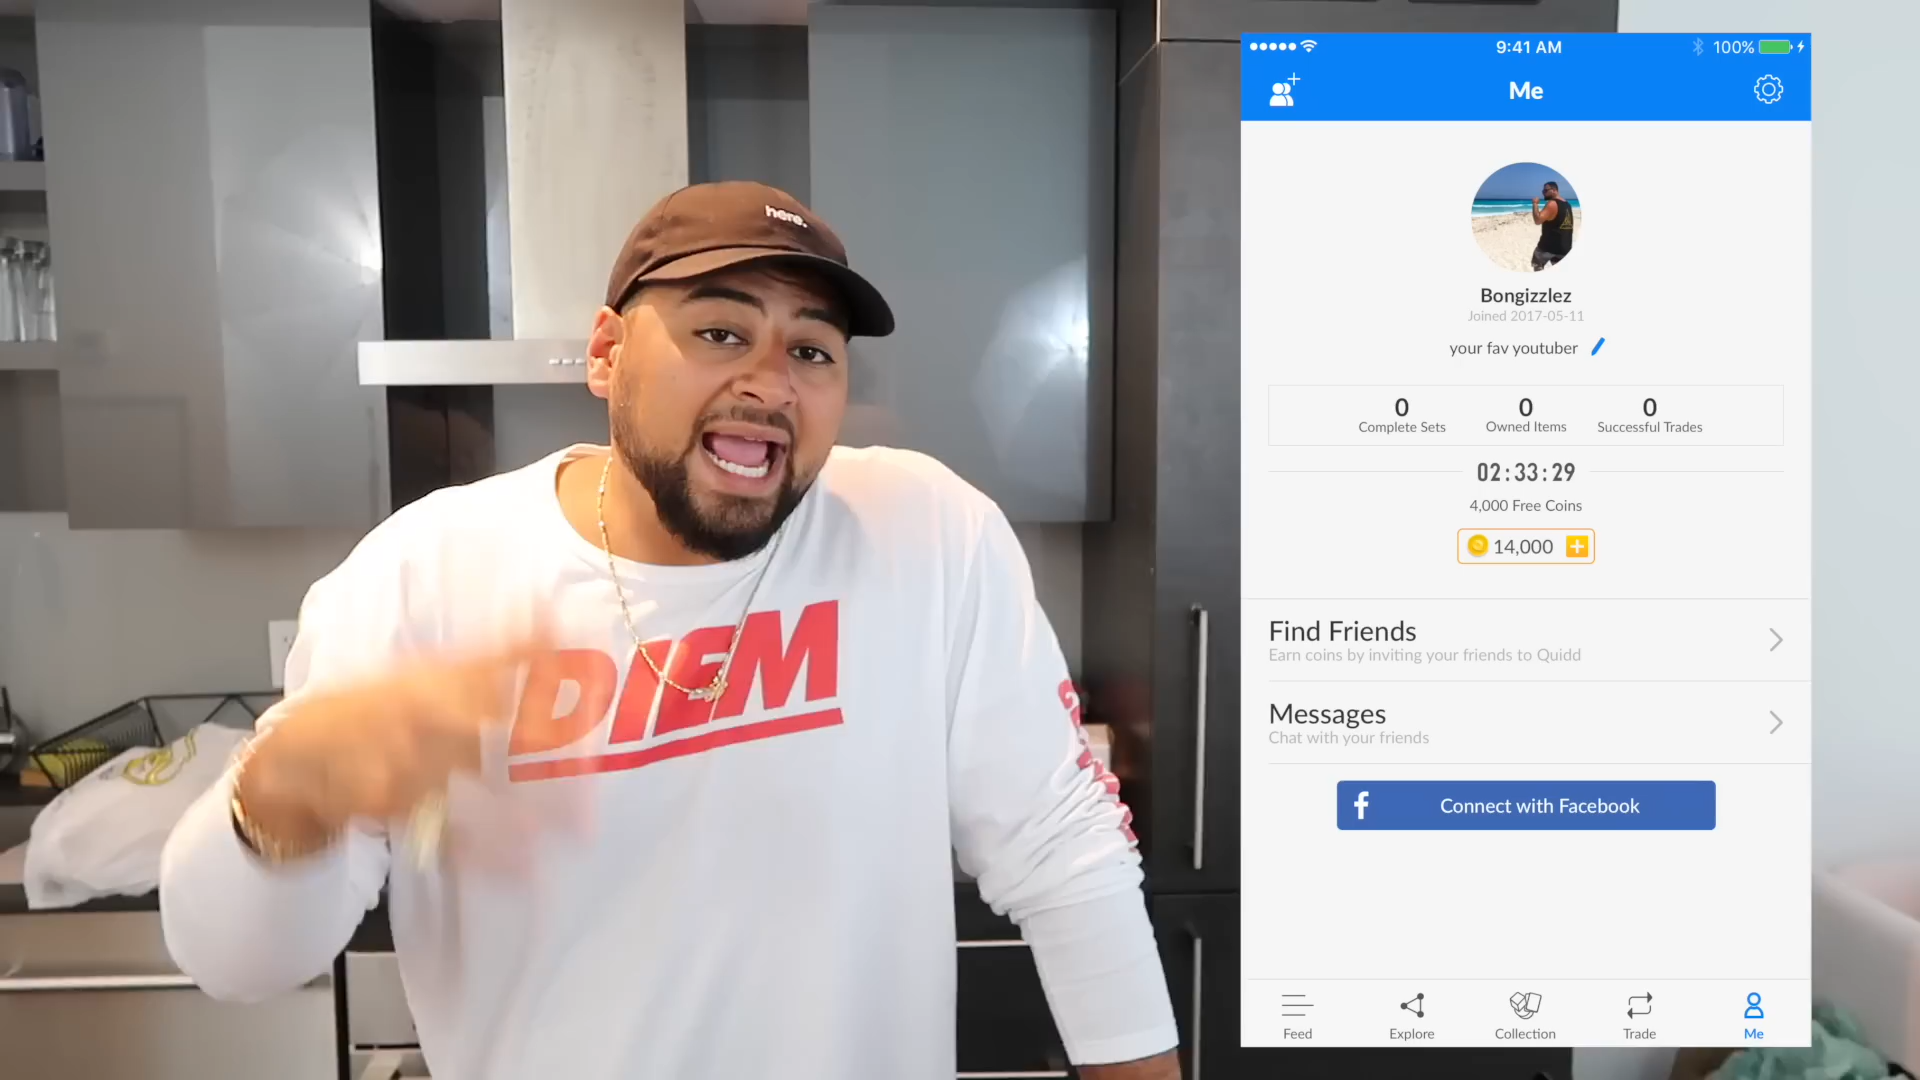 here.
DIEM
9:41 AM
100%
Me
Bongizzlez
Joined 2017-05-11
your fav youtuber
0 0 0
Complete Sets Owned Items Successful Trades
02:33:29
4,000 Free Coins
14,000
Find Friends
Earn coins by inviting your friends to Quidd
Messages
Chat with your friends
f Connect with Facebook
Feed Explore Collection Trade Me